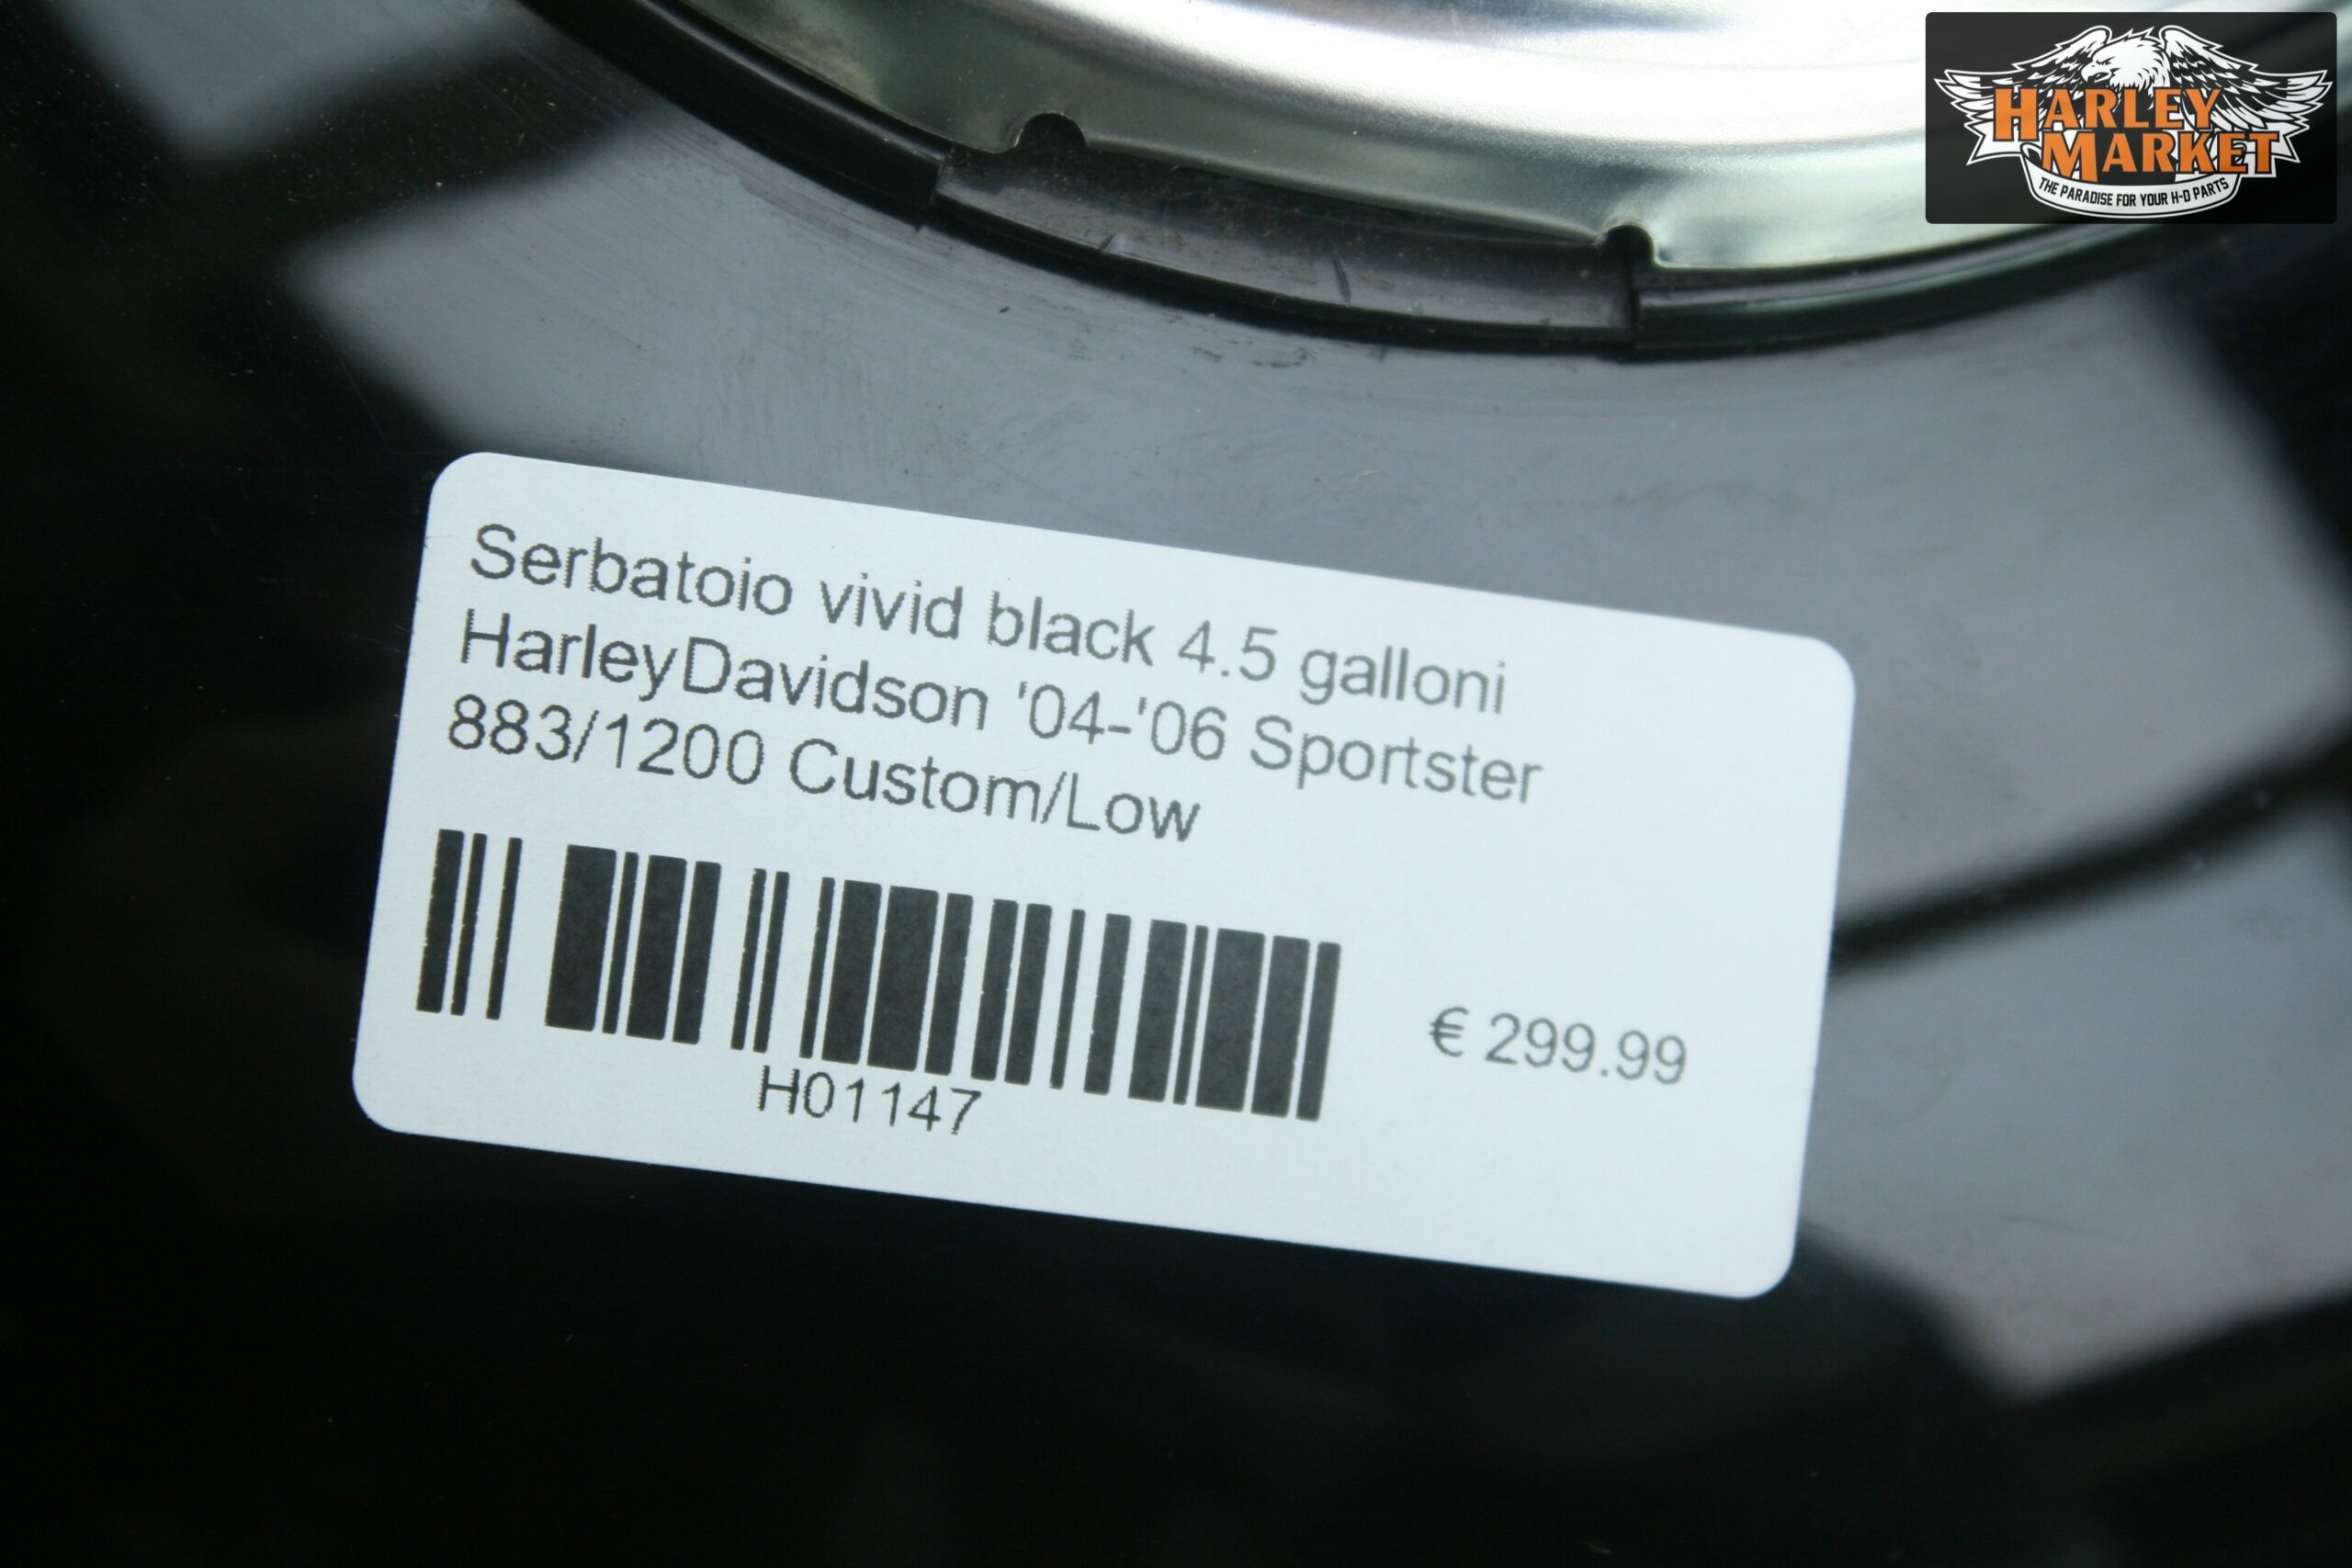 HARLEY
MARKET
THE PARADISE FOR YOUR H-D PARTS
Serbatoio vivid black 4.5 galloni
HarleyDavidson '04-'06 Sportster
883/1200 Custom/Low
€ 299.99
H01147